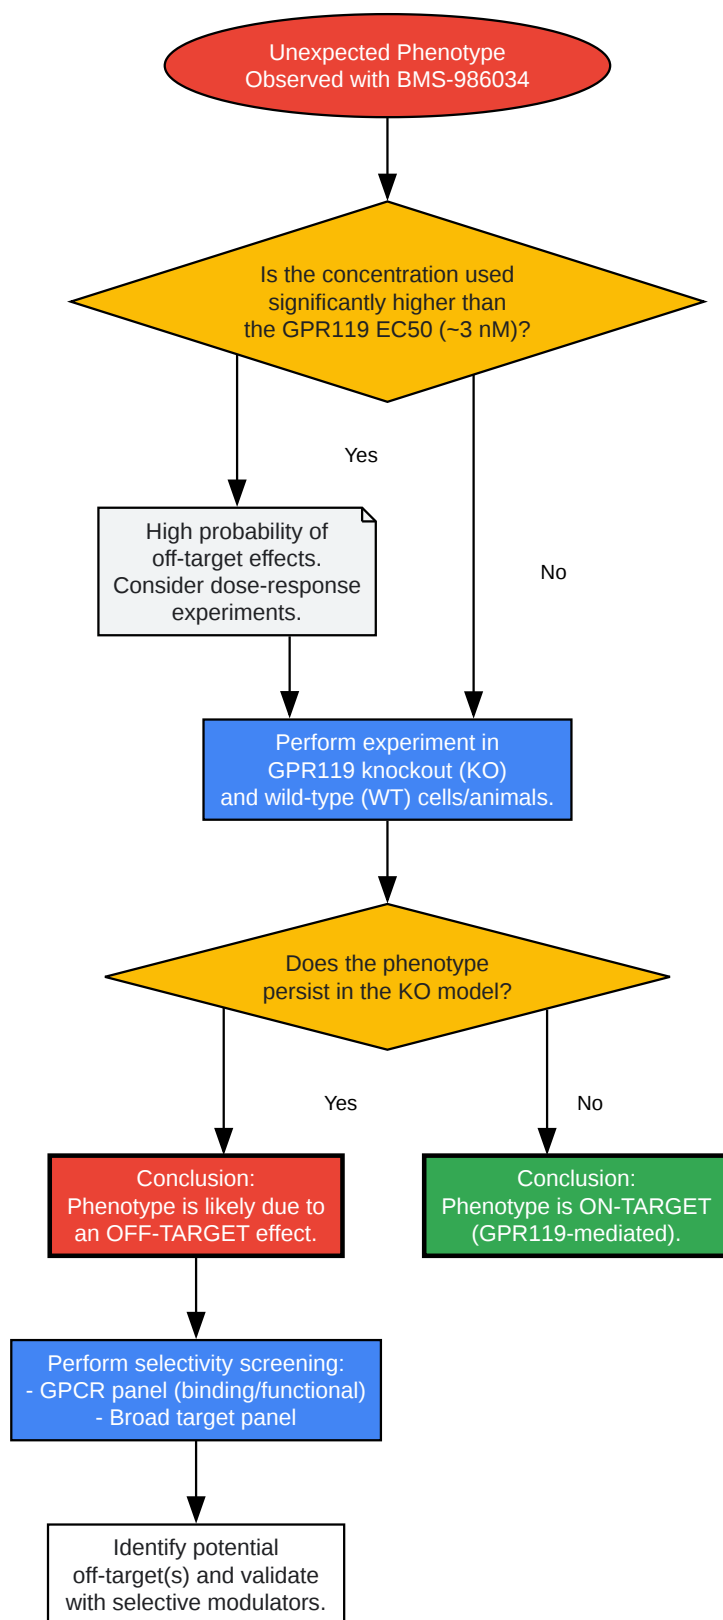 Unexpected Phenotype
Observed with BMS-986034
Is the concentration used
significantly higher than
the GPR119 EC50 (~3 nM)?
Yes
High probability of
off-target effects.
Consider dose-response
experiments.
No
Perform experiment in
GPR119 knockout (KO)
and wild-type (WT) cells/animals.
Does the phenotype
persist in the KO model?
Yes
No
Conclusion:
Phenotype is likely due to
an OFF-TARGET effect.
Conclusion:
Phenotype is ON-TARGET
(GPR119-mediated).
Perform selectivity screening:
- GPCR panel (binding/functional)
- Broad target panel
Identify potential
off-target(s) and validate
with selective modulators.